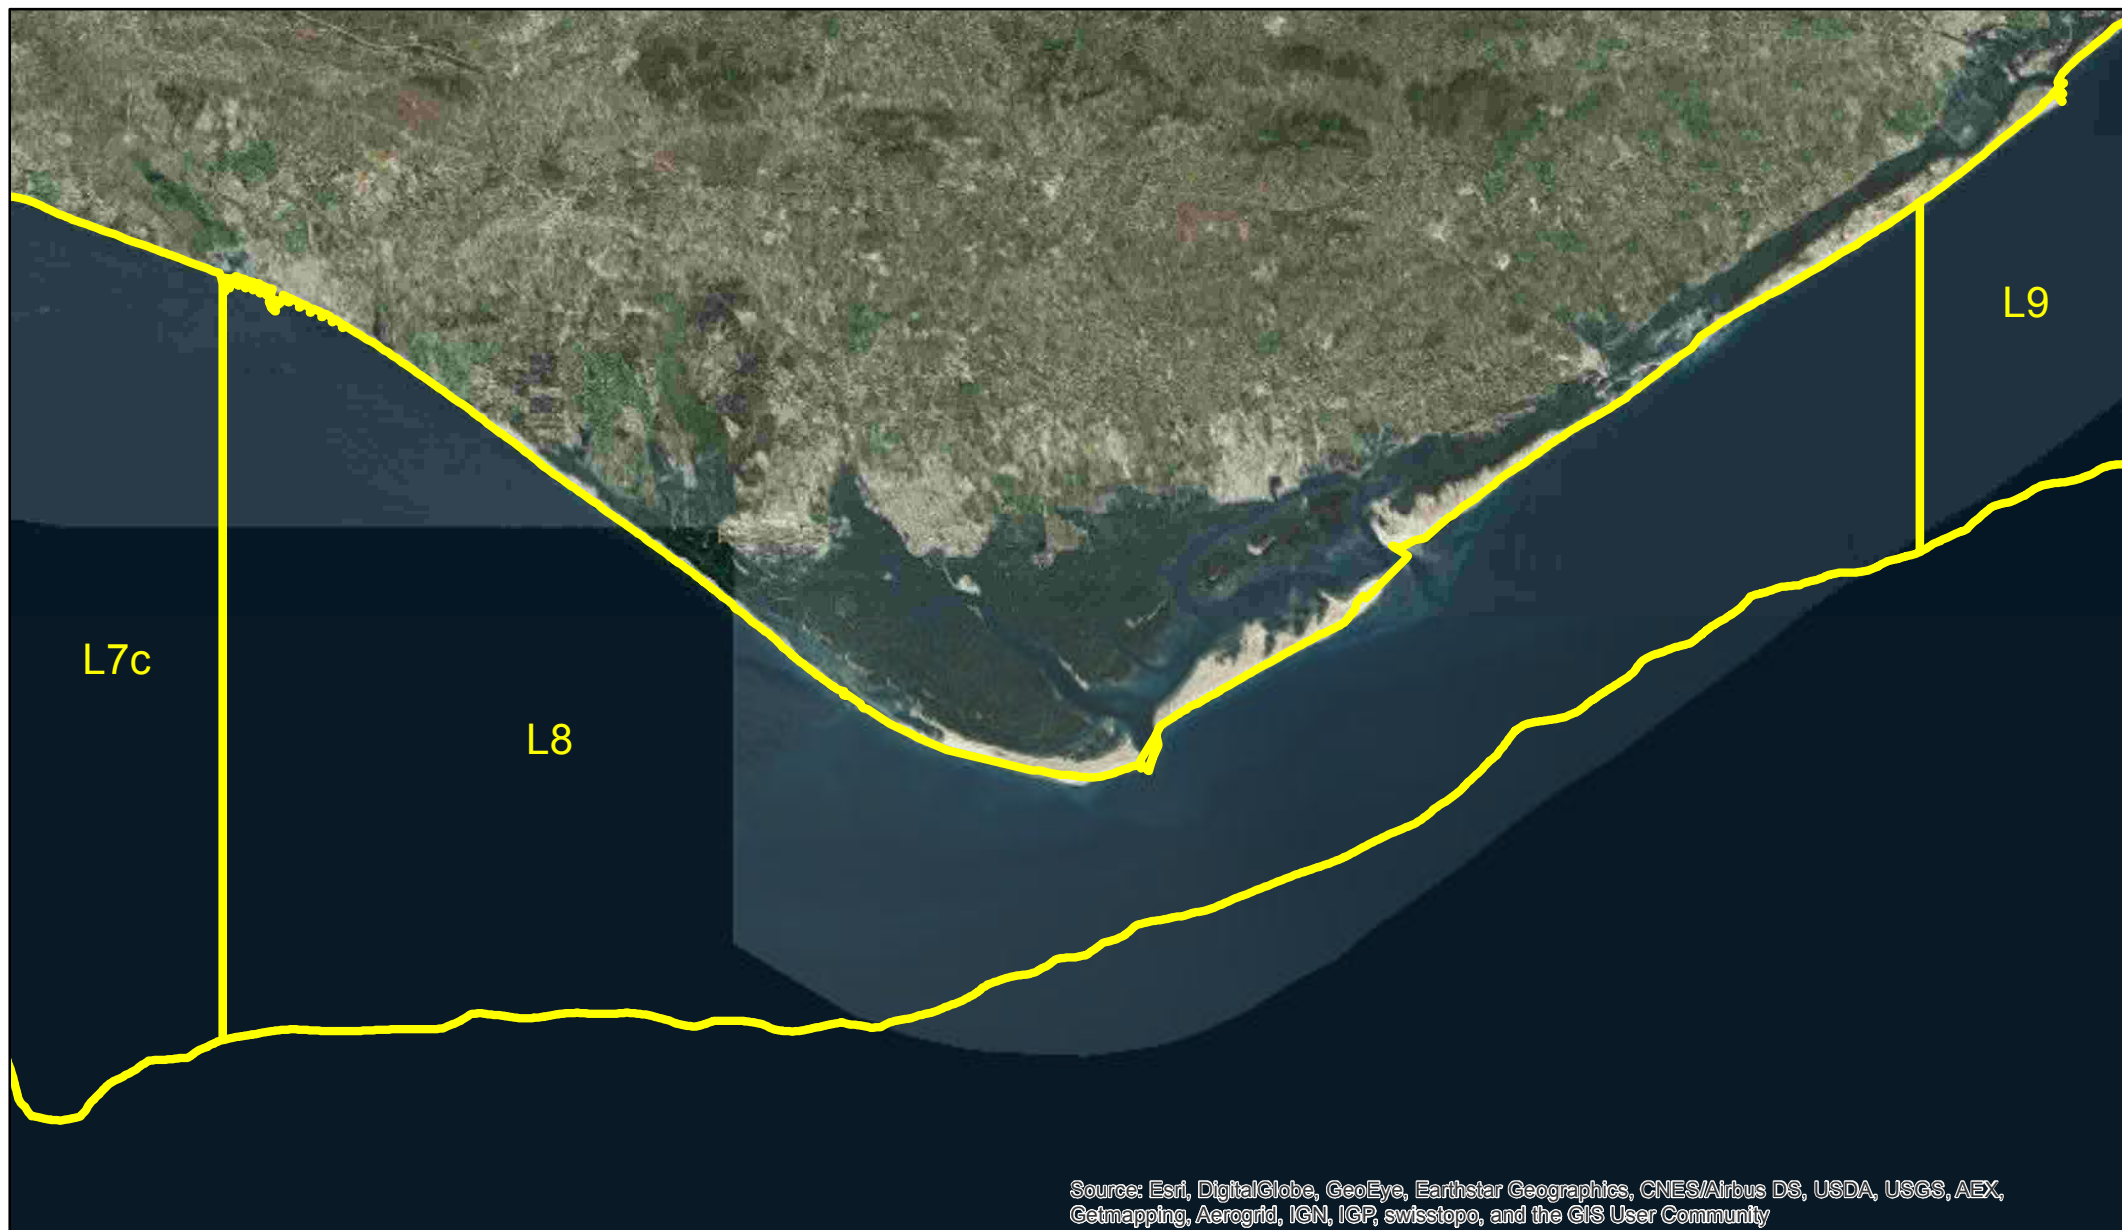 L9
L7c
L8
Source: Esri, DigitalGlobe, GeoEye, Earthstar Geographics, CNES/Airbus DS, USDA, USGS, AEX,
Getmapping, Aerogrid, IGN, IGP, swisstopo, and the GIS User Community